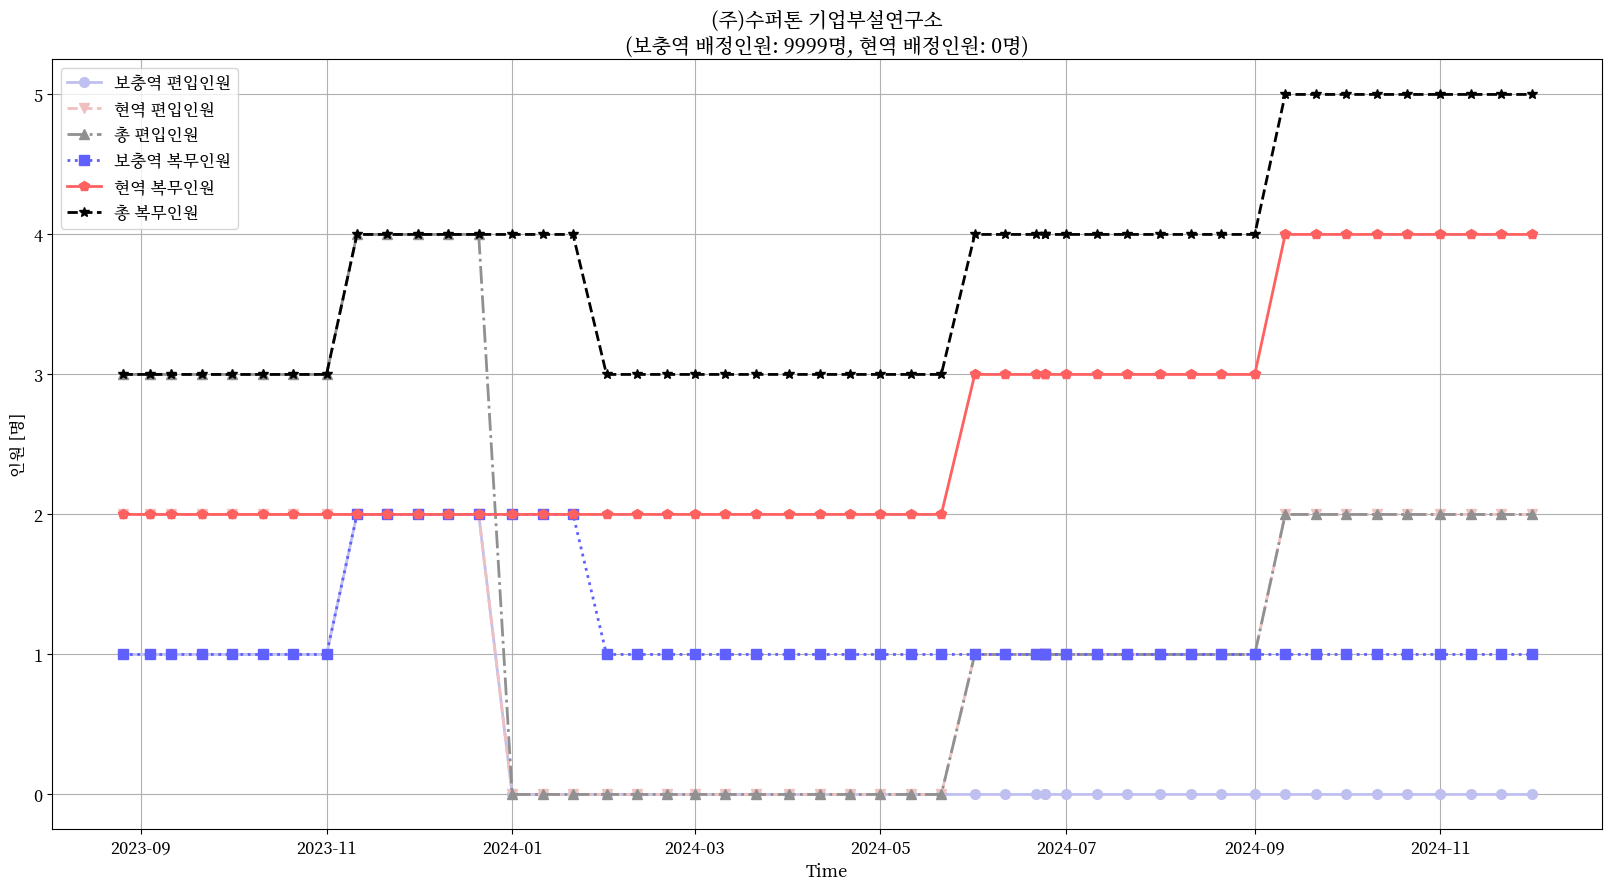 (주)수퍼톤 기업부설연구소
(보충역 배정인원: 9999명, 현역 배정인원: 0명)
보충역 편입인원
현역 편입인원
총 편입인원
보충역 복무인원
현역 복무인원
총 복무인원
인원 [명]
5
4
3
2
1
0
2023-09
2023-11
2024-01
2024-03
2024-05
2024-07
2024-09
2024-11
Time